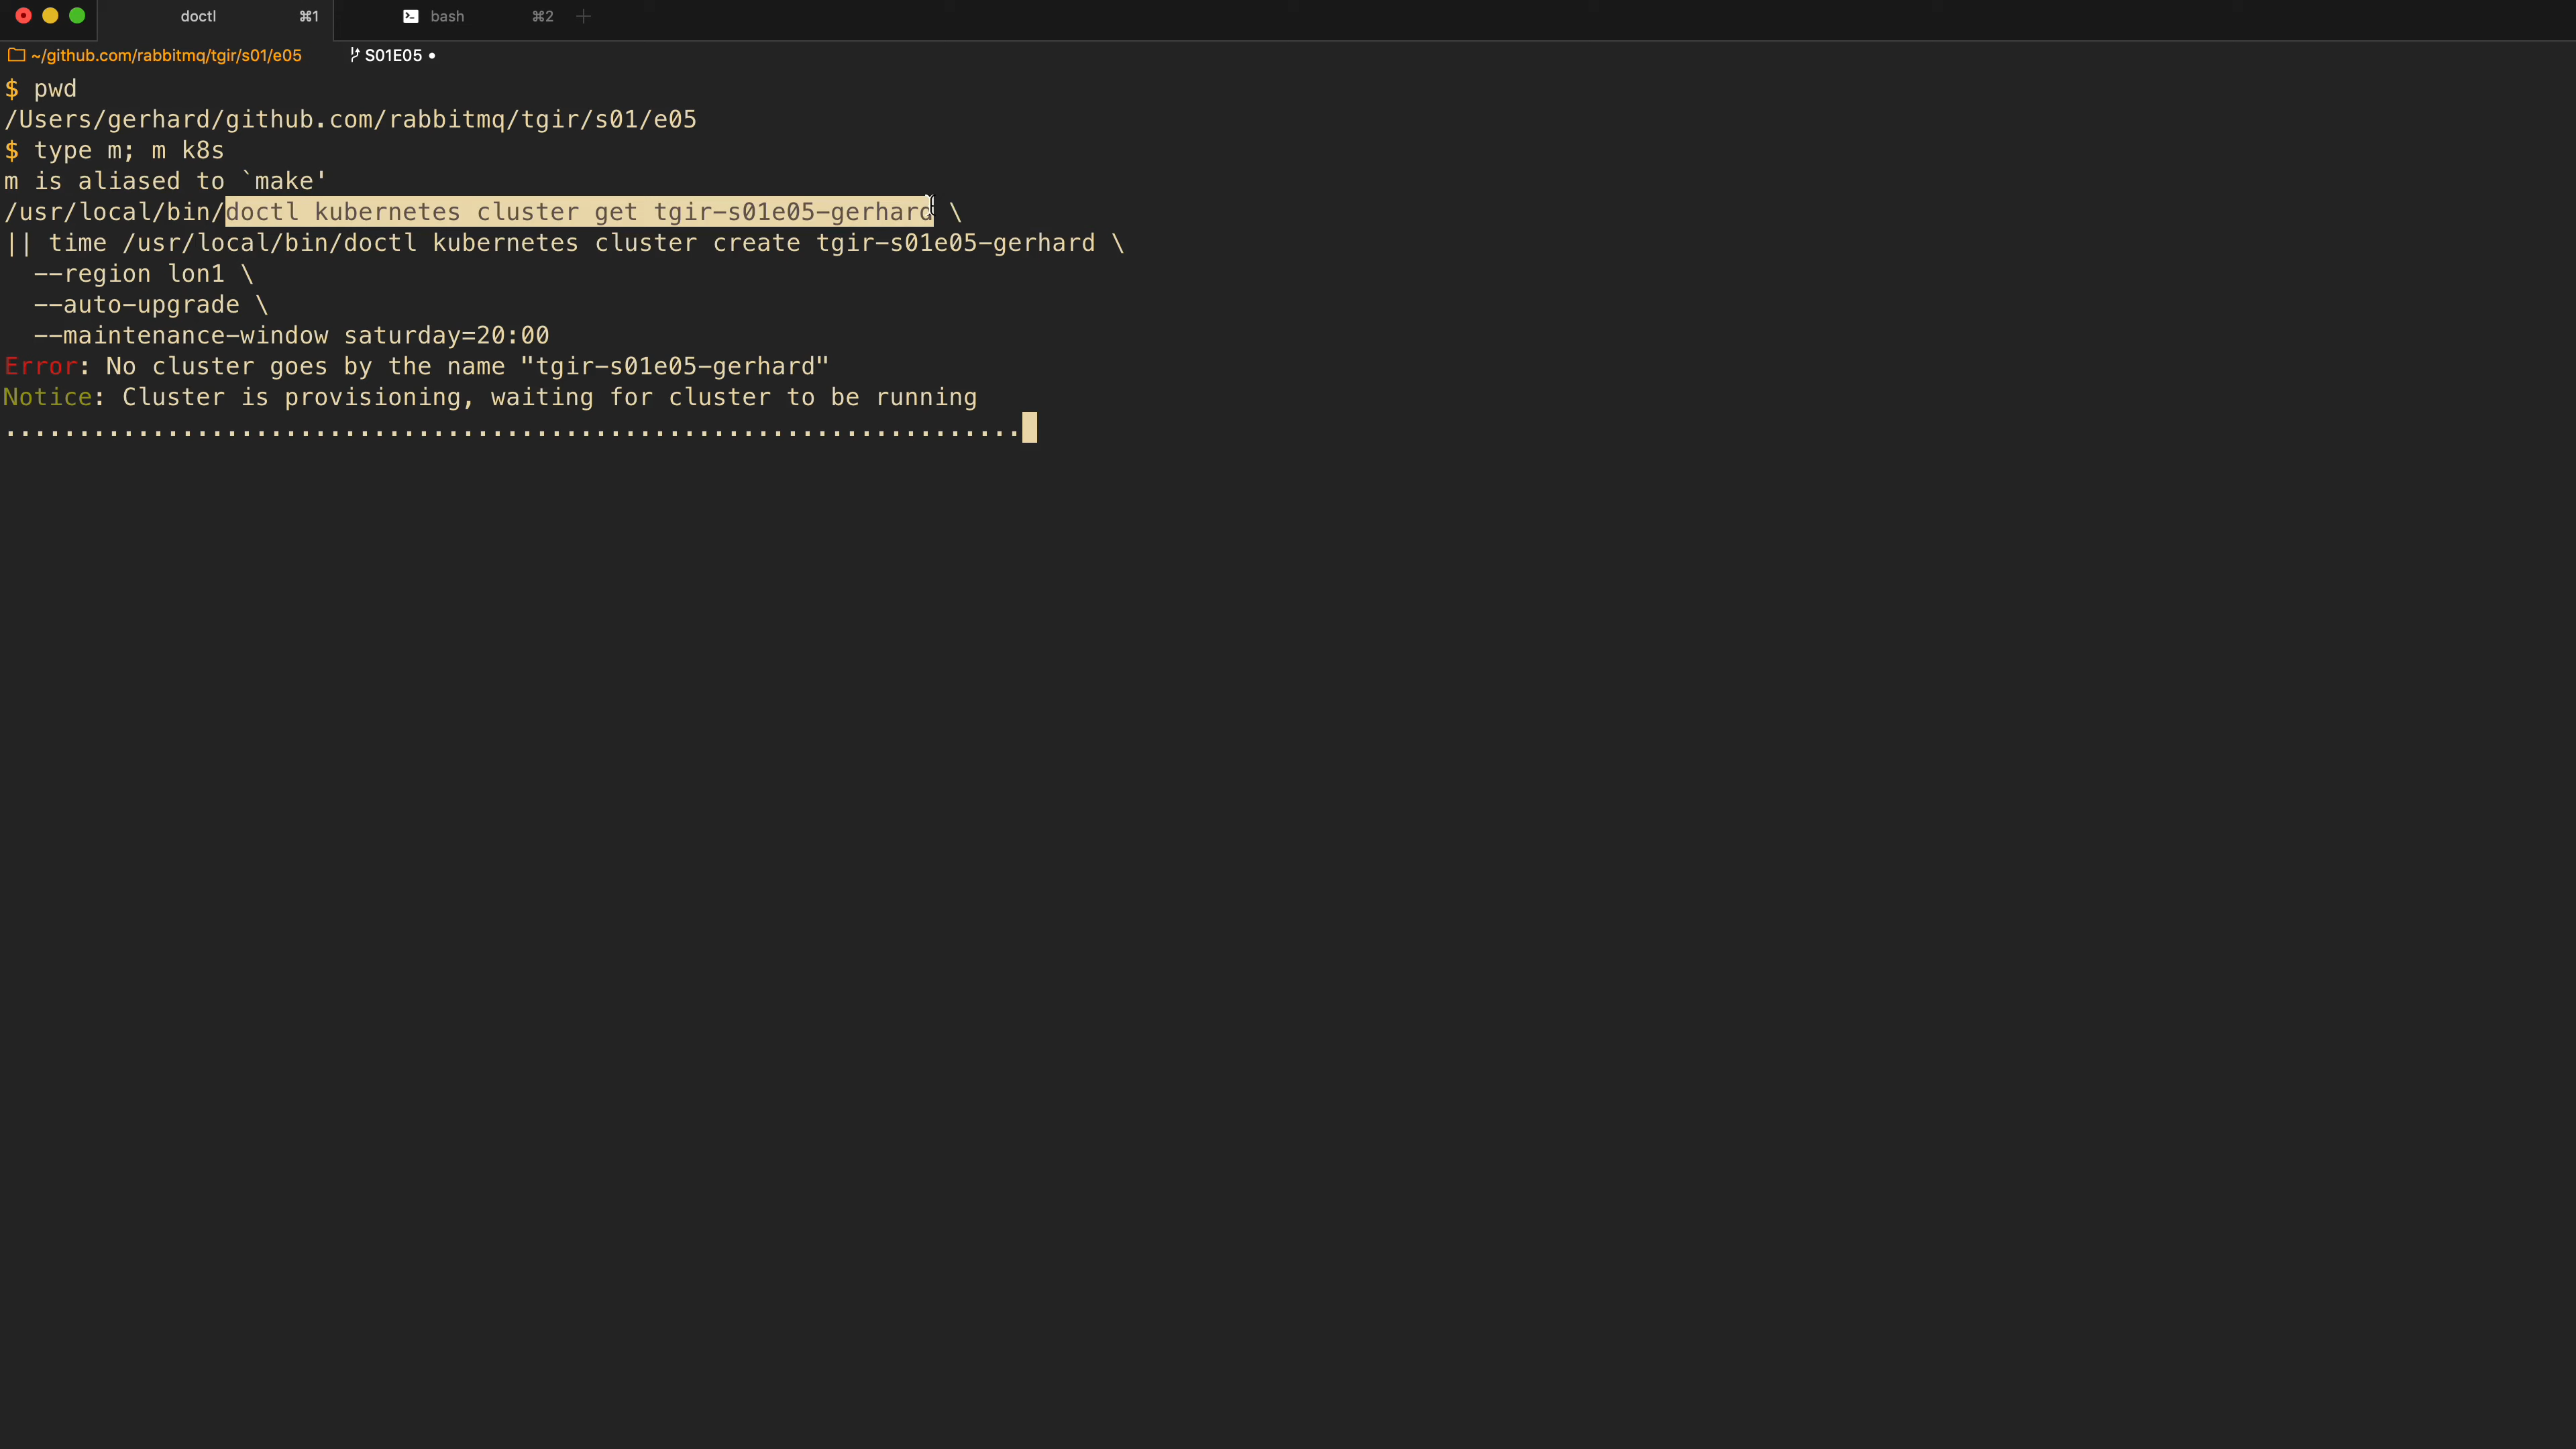 doctl ⌘1 bash ⌘2 +
~/github.com/rabbitmq/tgir/s01/e05 S01E05 •
$ pwd
/Users/gerhard/github.com/rabbitmq/tgir/s01/e05
$ type m; m k8s
m is aliased to `make'
/usr/local/bin/doctl kubernetes cluster get tgir-s01e05-gerhard \
|| time /usr/local/bin/doctl kubernetes cluster create tgir-s01e05-gerhard \
  --region lon1 \
  --auto-upgrade \
  --maintenance-window saturday=20:00
Error: No cluster goes by the name "tgir-s01e05-gerhard"
Notice: Cluster is provisioning, waiting for cluster to be running
.....................................................................